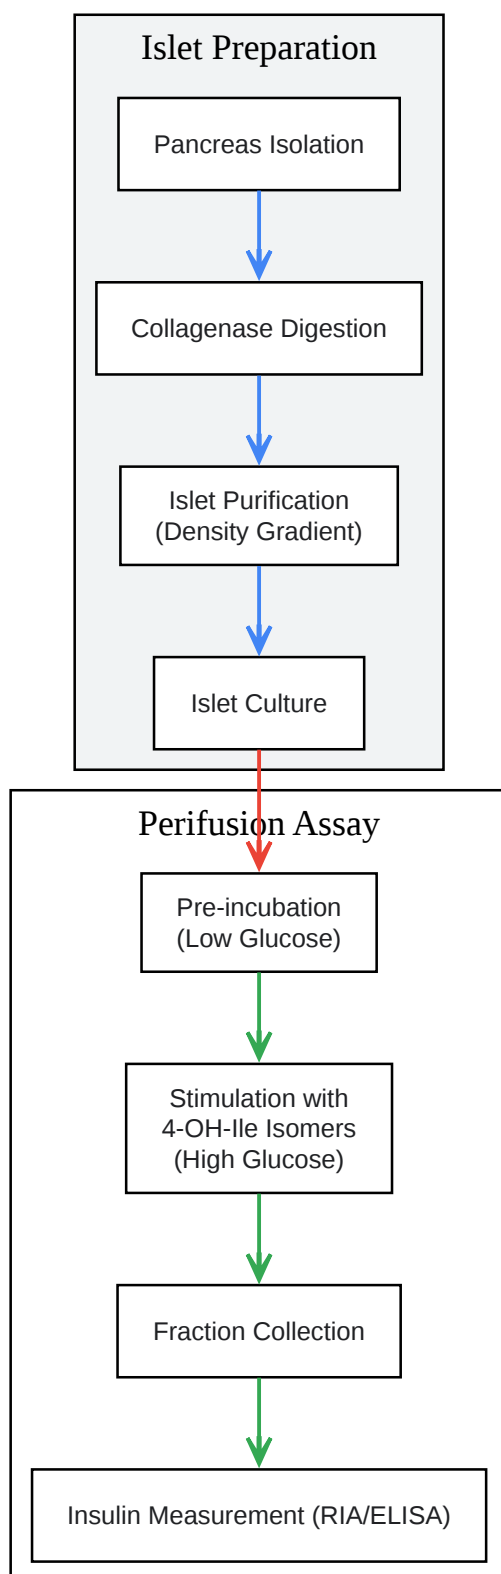 Islet Preparation
Pancreas Isolation
Collagenase Digestion
Islet Purification
(Density Gradient)
Islet Culture
Perifusion Assay
Pre-incubation
(Low Glucose)
Stimulation with
4-OH-Ile Isomers
(High Glucose)
Fraction Collection
Insulin Measurement (RIA/ELISA)